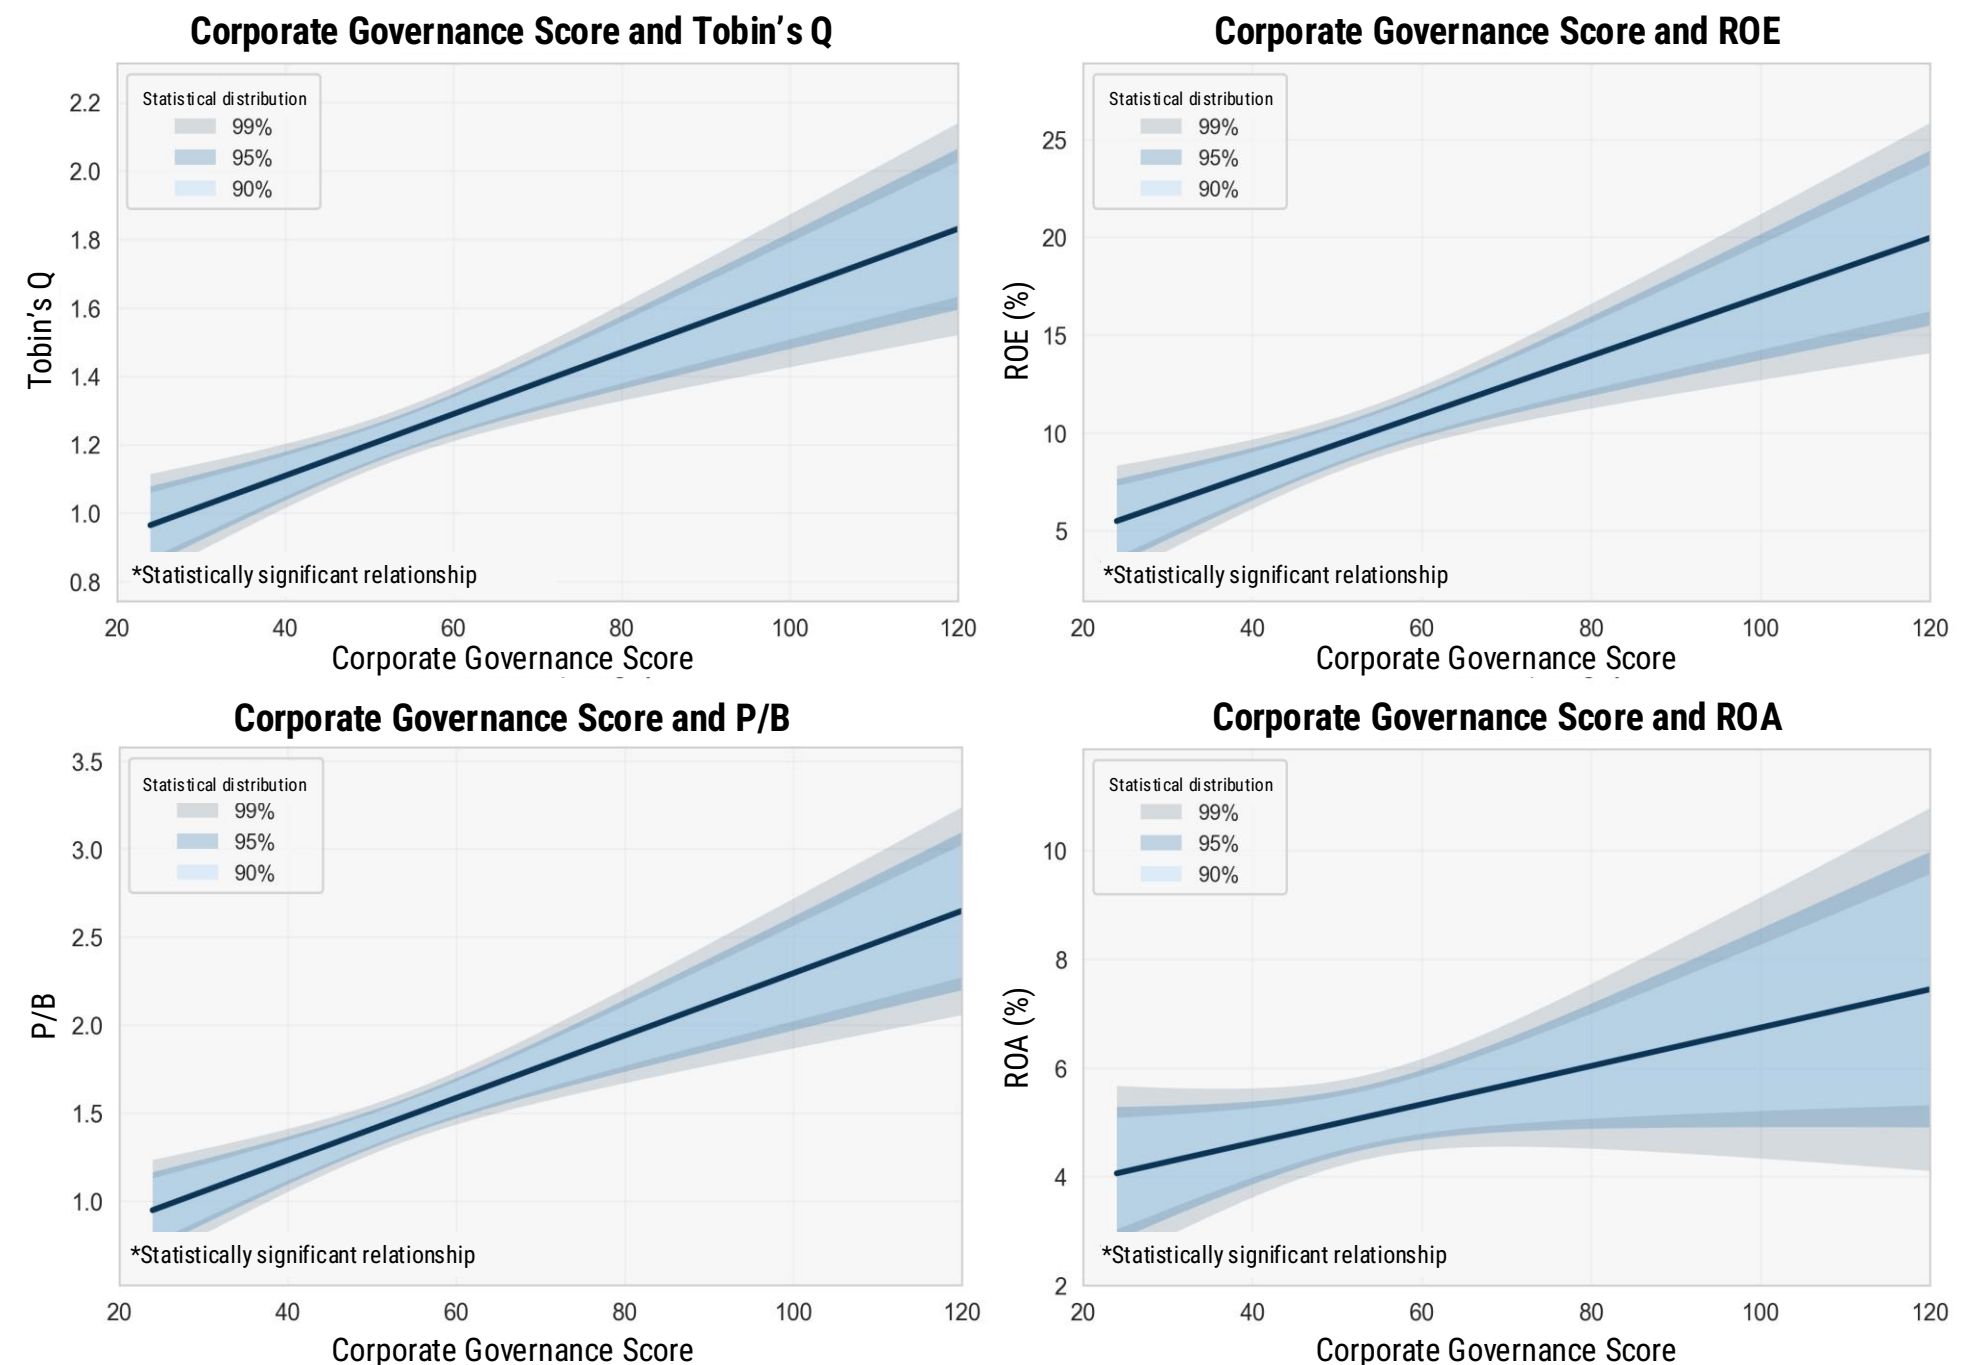 Corporate Governance Score and Tobin’s Q
Statistical distribution
99%
95%
90%
2.2
2.0
1.8
1.6
1.4
1.2
1.0
0.8
Tobin’s Q
*Statistically significant relationship
20 40 60 80 100 120
Corporate Governance Score
Corporate Governance Score and ROE
Statistical distribution
99%
95%
90%
25
20
15
10
5
ROE (%)
*Statistically significant relationship
20 40 60 80 100 120
Corporate Governance Score
Corporate Governance Score and P/B
Statistical distribution
99%
95%
90%
3.5
3.0
2.5
2.0
1.5
1.0
P/B
*Statistically significant relationship
20 40 60 80 100 120
Corporate Governance Score
Corporate Governance Score and ROA
Statistical distribution
99%
95%
90%
10
8
6
4
2
ROA (%)
*Statistically significant relationship
20 40 60 80 100 120
Corporate Governance Score